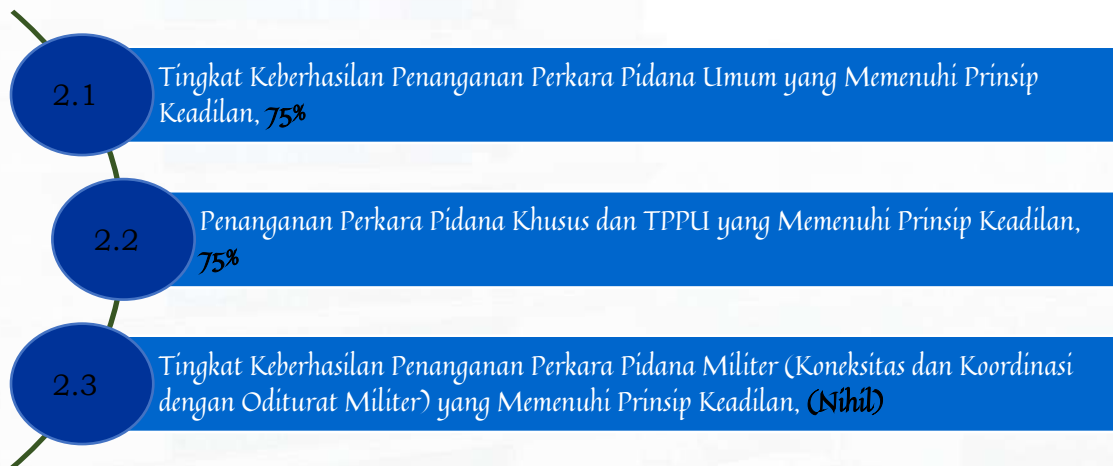 2.1
Tingkat Keberhasilan Penanganan Perkara Pidana Umum yang Memenuhi Prinsip
Keadilan, 75%
2.2
Penanganan Perkara Pidana Khusus dan TPPU yang Memenuhi Prinsip Keadilan,
75%
2.3
Tingkat Keberhasilan Penanganan Perkara Pidana Militer (Koneksitas dan Koordinasi
dengan Oditurat Militer) yang Memenuhi Prinsip Keadilan, (Nihil)